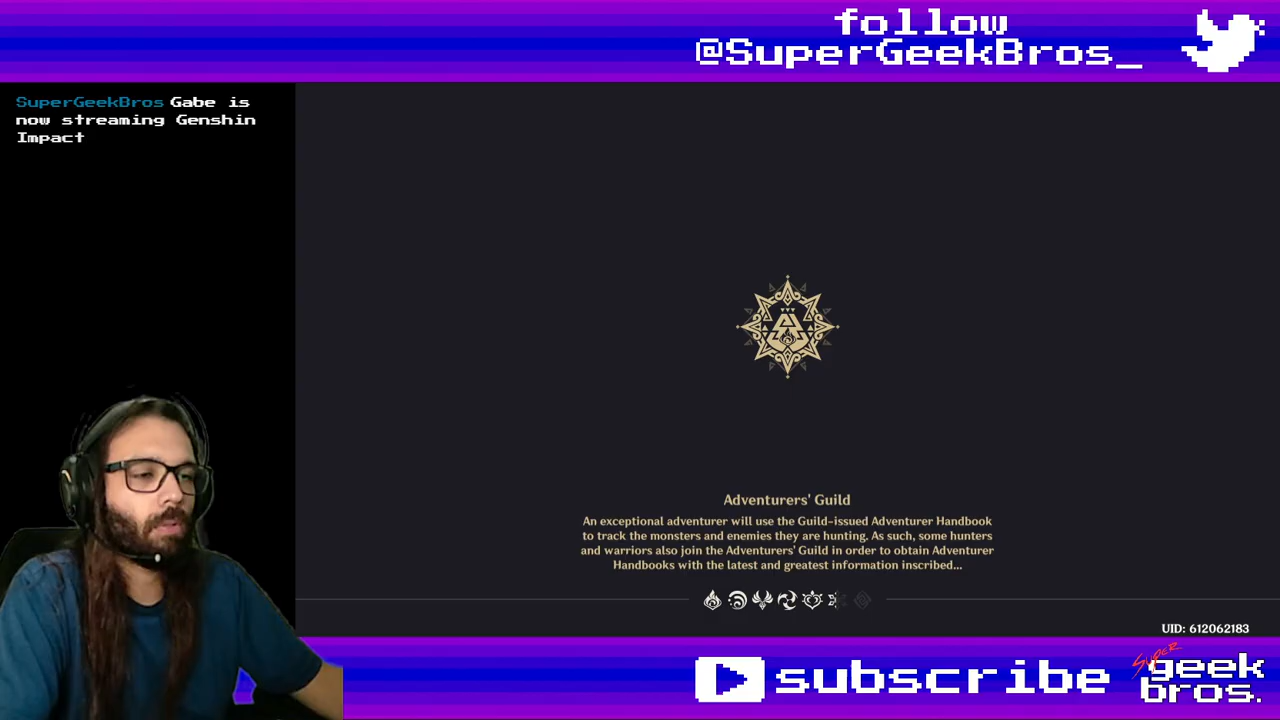 follow
@SuperGeekBros_
SuperGeekBros Gabe is
now streaming Genshin
Impact
Adventurers' Guild
An exceptional adventurer will use the Guild-issued Adventurer Handbook
to track the monsters and enemies they are hunting. As such, some hunters
and warriors also join the Adventurers' Guild in order to obtain Adventurer
Handbooks with the latest and greatest information inscribed...
UID: 612062183
subscribe
super
geek
bros.